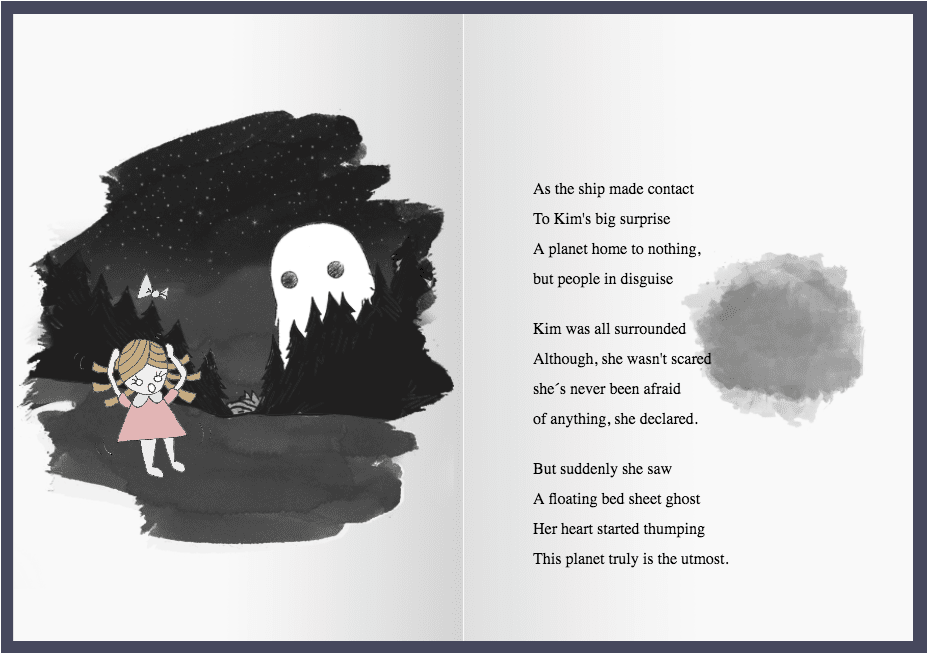 As the ship made contact
To Kim's big surprise
A planet home to nothing,
but people in disguise
Kim was all surrounded
Although, she wasn't scared
she´s never been afraid
of anything, she declared.
But suddenly she saw
A floating bed sheet ghost
Her heart started thumping
This planet truly is the utmost.